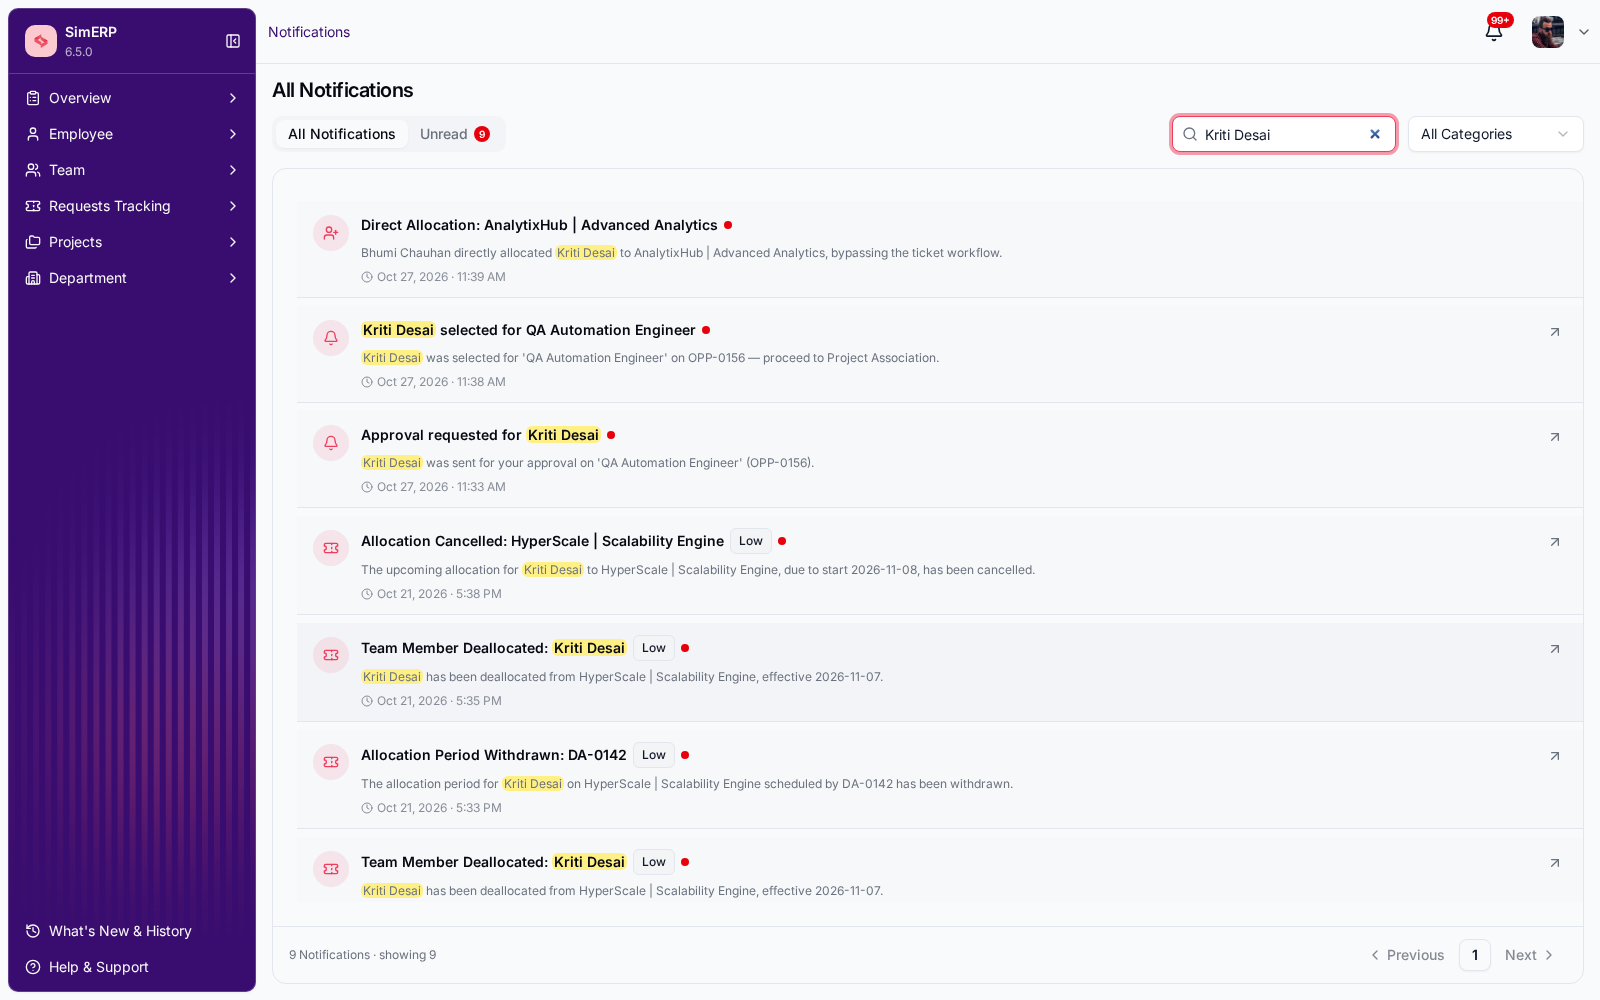 SimERP
6.5.0
Overview
Employee
Team
Requests Tracking
Projects
Department
What's New & History
Help & Support
Notifications
99+
All Notifications
All Notifications
Unread 9
Kriti Desai
All Categories
Direct Allocation: AnalytixHub | Advanced Analytics
Bhumi Chauhan directly allocated Kriti Desai to AnalytixHub | Advanced Analytics, bypassing the ticket workflow.
Oct 27, 2026 · 11:39 AM
Kriti Desai selected for QA Automation Engineer
Kriti Desai was selected for 'QA Automation Engineer' on OPP-0156 — proceed to Project Association.
Oct 27, 2026 · 11:38 AM
Approval requested for Kriti Desai
Kriti Desai was sent for your approval on 'QA Automation Engineer' (OPP-0156).
Oct 27, 2026 · 11:33 AM
Allocation Cancelled: HyperScale | Scalability Engine Low
The upcoming allocation for Kriti Desai to HyperScale | Scalability Engine, due to start 2026-11-08, has been cancelled.
Oct 21, 2026 · 5:38 PM
Team Member Deallocated: Kriti Desai Low
Kriti Desai has been deallocated from HyperScale | Scalability Engine, effective 2026-11-07.
Oct 21, 2026 · 5:35 PM
Allocation Period Withdrawn: DA-0142 Low
The allocation period for Kriti Desai on HyperScale | Scalability Engine scheduled by DA-0142 has been withdrawn.
Oct 21, 2026 · 5:33 PM
Team Member Deallocated: Kriti Desai Low
Kriti Desai has been deallocated from HyperScale | Scalability Engine, effective 2026-11-07.
9 Notifications · showing 9
Previous 1 Next